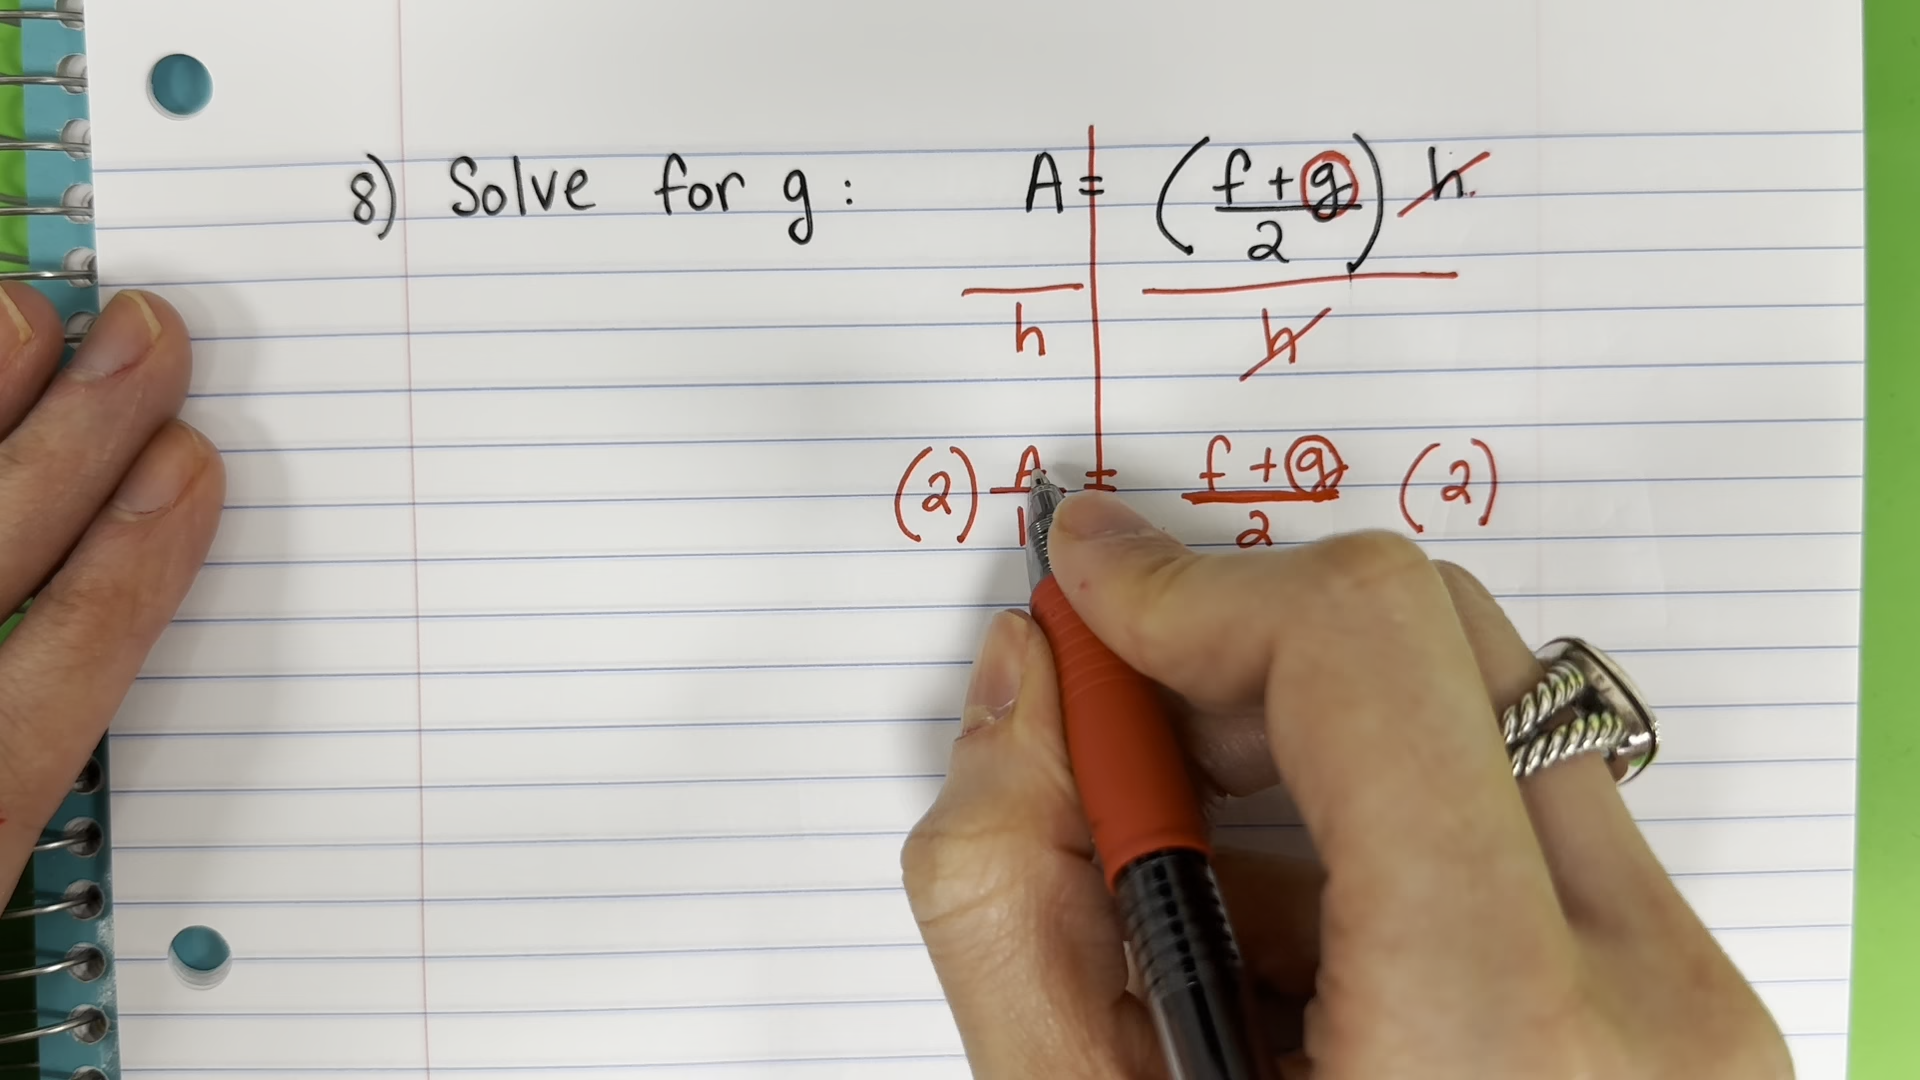 8) Solve for g: A = (f + g / 2) h
h h
(2) A = f + g / 2 (2)